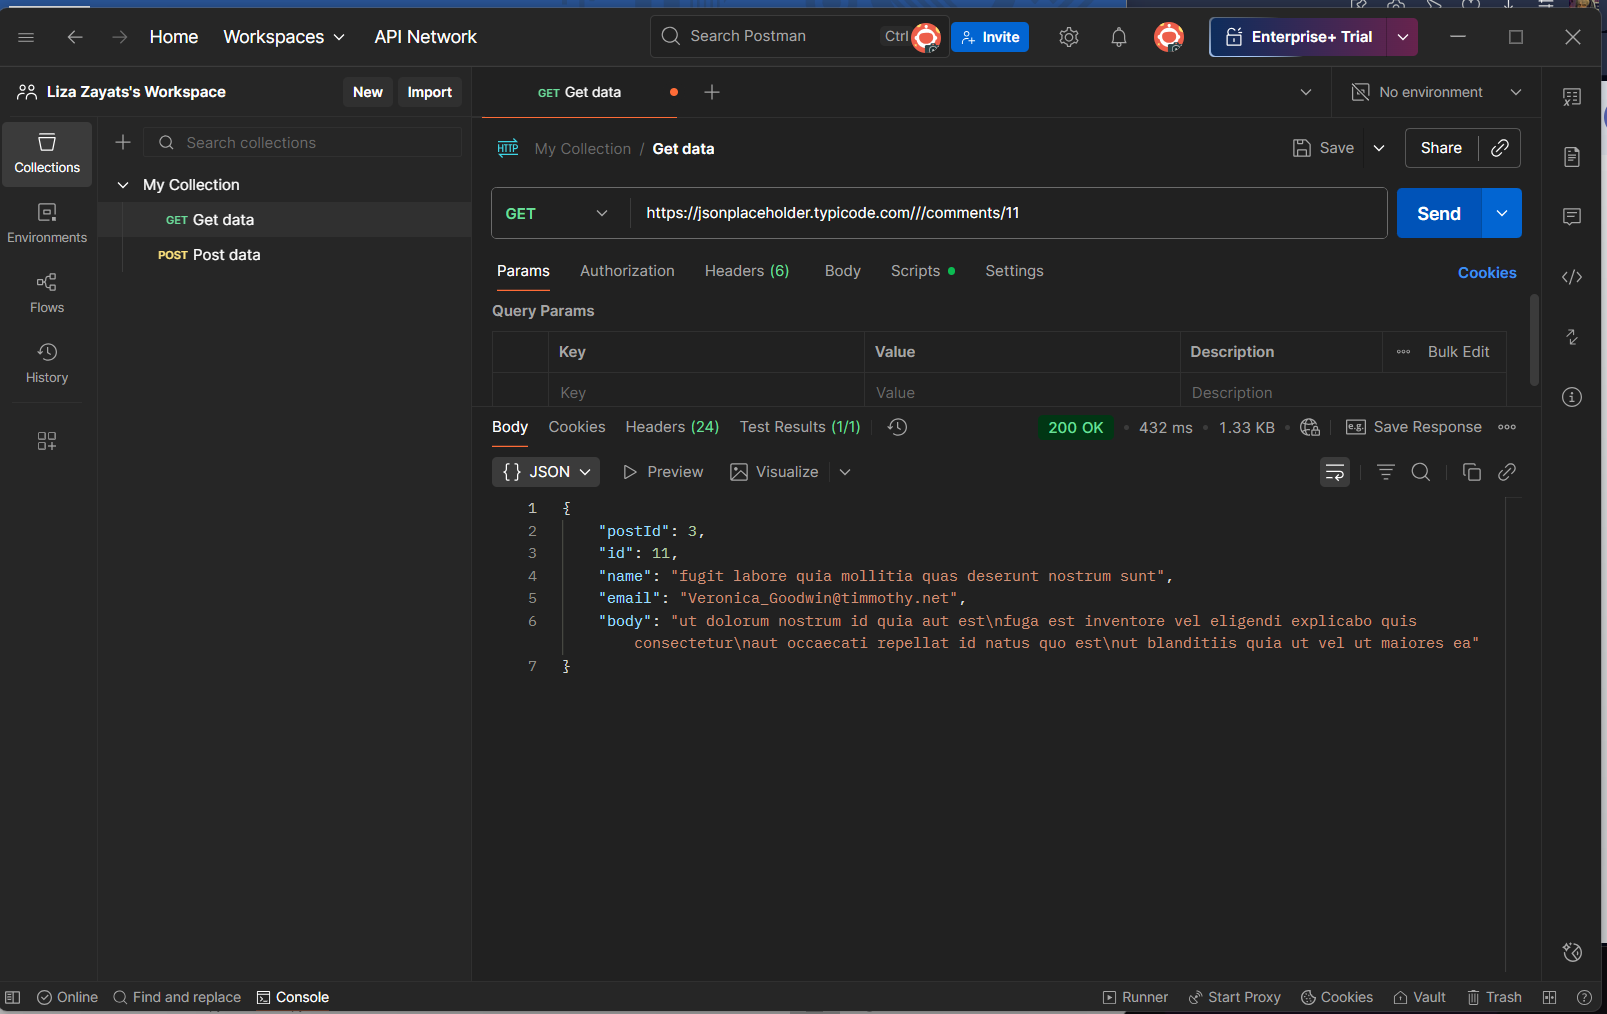 Home Workspaces API Network Search Postman Ctrl Invite Enterprise+ Trial
Liza Zayats's Workspace New Import GET Get data No environment
Collections
Environments
Flows
History
Search collections
My Collection
GET Get data
POST Post data
HTTP My Collection / Get data Save Share
GET https://jsonplaceholder.typicode.com///comments/11 Send
Params Authorization Headers (6) Body Scripts Settings Cookies
Query Params
Key Value Description Bulk Edit
Key Value Description
Body Cookies Headers (24) Test Results (1/1) 200 OK 432 ms 1.33 KB e.g. Save Response
{} JSON Preview Visualize
1 {
2 "postId": 3,
3 "id": 11,
4 "name": "fugit labore quia mollitia quas deserunt nostrum sunt",
5 "email": "Veronica_Goodwin@timmothy.net",
6 "body": "ut dolorum nostrum id quia aut est\nfuga est inventore vel eligendi explicabo quis
consectetur\naut occaecati repellat id natus quo est\nut blanditiis quia ut vel ut maiores ea"
7 }
Online Find and replace Console Runner Start Proxy Cookies Vault Trash